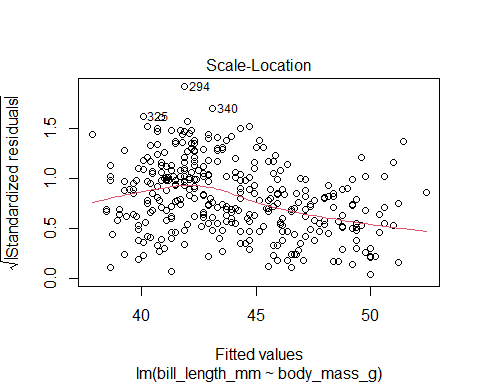 Scale-Location
√|Standardized residuals|
1.5
1.0
0.5
0.0
294
325
340
40
45
50
Fitted values
lm(bill_length_mm ~ body_mass_g)